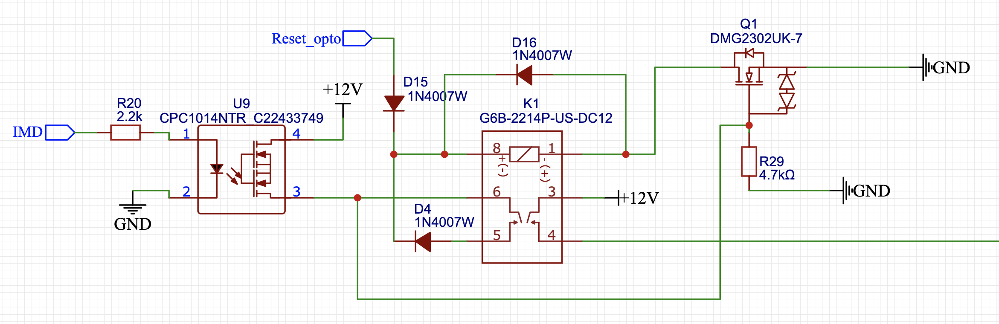 Q1
DMG2302UK-7
Reset_opto
D16
1N4007W
GND
D15
1N4007W
+12V
R20
2.2k
U9
CPC1014NTR_C22433749
K1
G6B-2214P-US-DC12
IMD
1
4
8
1
+
(-)
-
(+)
R29
4.7kΩ
2
3
6
3
+12V
GND
GND
D4
1N4007W
5
4